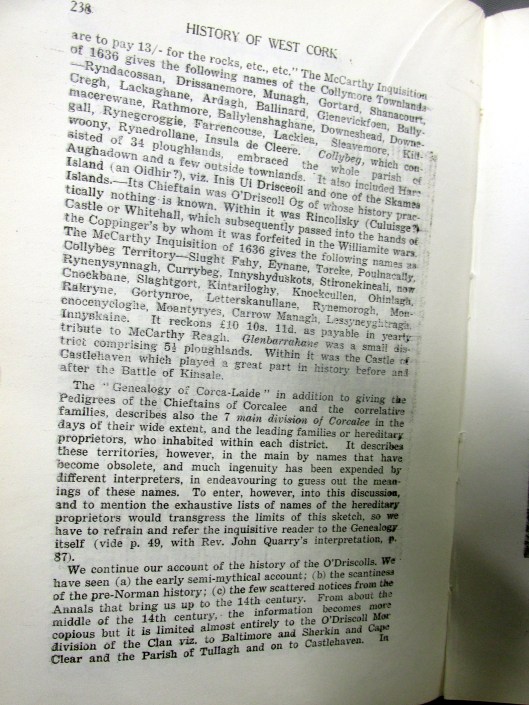 238
HISTORY OF WEST CORK
are to pay 13/- for the rocks, etc., etc." The McCarthy Inquisition
of 1636 gives the following names of the Collymore Townlands
—Ryndacossan, Drissanemore, Munagh, Gortard, Shanacourt,
Cregh, Lackaghane, Ardagh, Ballinard, Glenevickfoen, Bally-
macerewane, Rathmore, Ballylenshaghane, Downeshead, Downe-
gall, Rynegcroggie, Farrencouse, Lackien, Sleavemore, Kill-
woony, Rynedrollane, Insula de Cleere. Collybeg, which con-
sisted of 34 ploughlands, embraced the whole parish of
Aughadown and a few outside townlands. It also included Hare
Island (an Oidhir?), viz. Inis Ui Drisceoil and one of the Skames
Islands.—Its Chieftain was O'Driscoll Og of whose history prac-
tically nothing is known. Within it was Rincolisky (Culuisge?)
Castle or Whitehall, which subsequently passed into the hands of
the Coppinger's by whom it was forfeited in the Williamite wars.
The McCarthy Inquisition of 1636 gives the following names as
Collybeg Territory—Slught Fahy, Eynane, Torcke, Poulnacally,
Rynenysynnagh, Currybeg, Innyshyduskots, Stironekineali, now
Cnockbane, Slaghtgort, Kintariloghy, Knockcullen, Ohinlagh,
Rakryne, Gortynroe, Letterskanullane, Rynemorogh, Mon-
enocenycloghe, Moantyryes, Carrow Managh, Lessyneyghtragh,
Innyskaine. It reckons £10 10s. 11d. as payable in yearly
tribute to McCarthy Reagh. Glenbarrahane was a small dis-
trict comprising 5½ ploughlands. Within it was the Castle of
Castlehaven which played a great part in history before and
after the Battle of Kinsale.
The "Genealogy of Corca-Laide" in addition to giving the
Pedigrees of the Chieftains of Corcalee and the correlative
families, describes also the 7 main division of Corcalee in the
days of their wide extent, and the leading families or hereditary
proprietors, who inhabited within each district. It describes
these territories, however, in the main by names that have
become obsolete, and much ingenuity has been expended by
different interpreters, in endeavouring to guess out the mean-
ings of these names. To enter, however, into this discussion,
and to mention the exhaustive lists of names of the hereditary
proprietors would transgress the limits of this sketch, so we
have to refrain and refer the inquisitive reader to the Genealogy
itself (vide p. 49, with Rev. John Quarry's interpretation, p.
87).
We continue our account of the history of the O'Driscolls. We
have seen (a) the early semi-mythical account; (b) the scantiness
of the pre-Norman history; (c) the few scattered notices from the
Annals that bring us up to the 14th century. From about the
middle of the 14th century, the information becomes more
copious but it is limited almost entirely to the O'Driscoll Mor
division of the Clan viz. to Baltimore and Sherkin and Cape
Clear and the Parish of Tullagh and on to Castlehaven. In